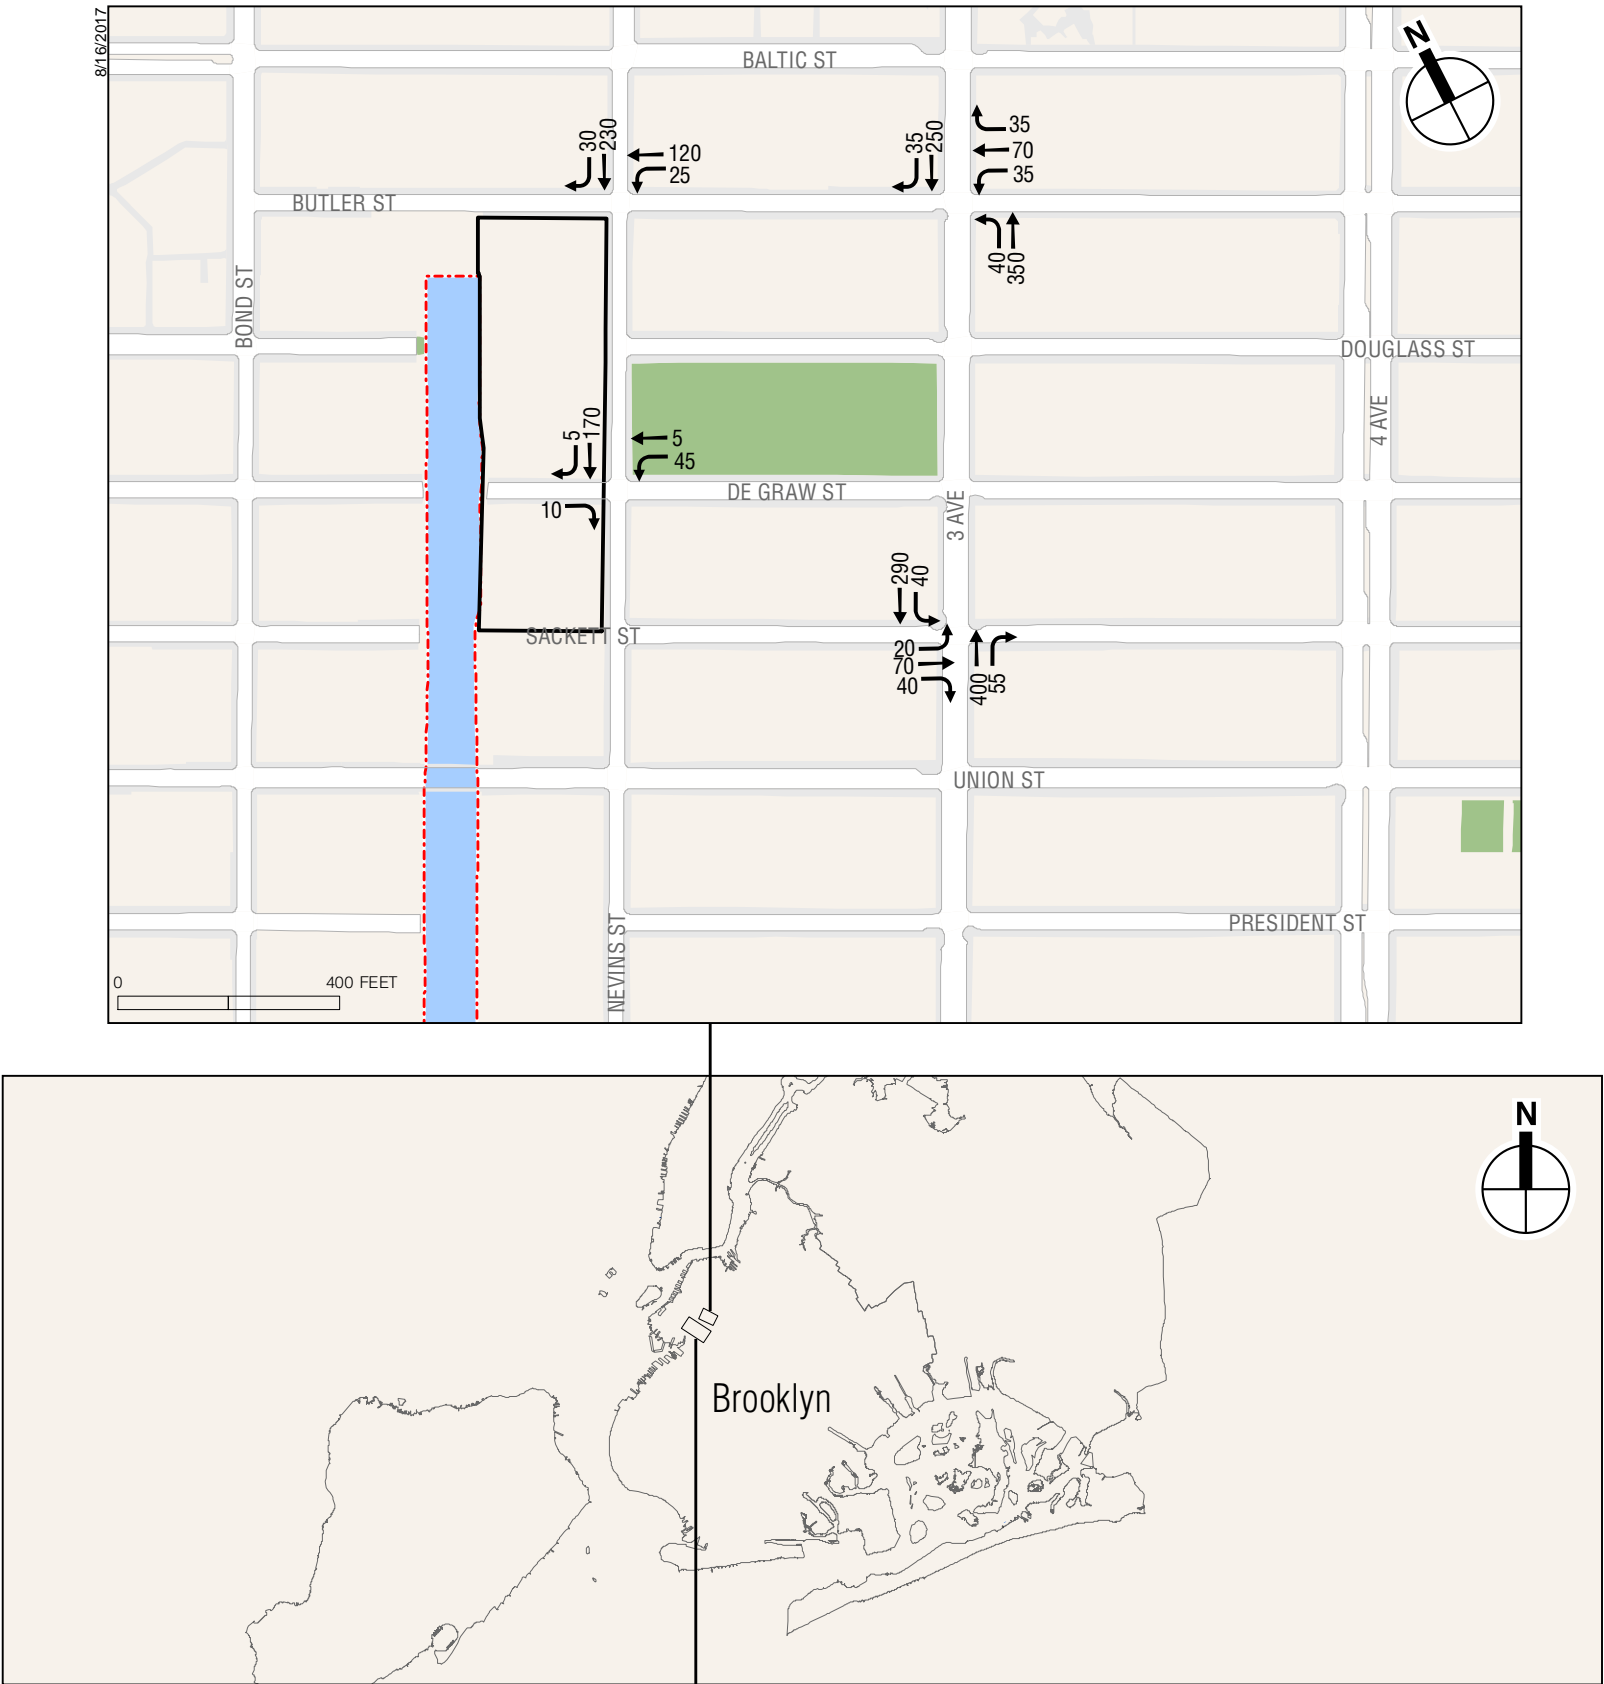 8/16/2017
N
BALTIC ST
30
230
120
25
35
250
35
70
35
BUTLER ST
40
350
BOND ST
DOUGLASS ST
4 AVE
5
170
5
45
DE GRAW ST
3 AVE
10
290
40
SACKETT ST
20
70
40
400
55
UNION ST
PRESIDENT ST
NEVINS ST
0
400 FEET
N
Brooklyn